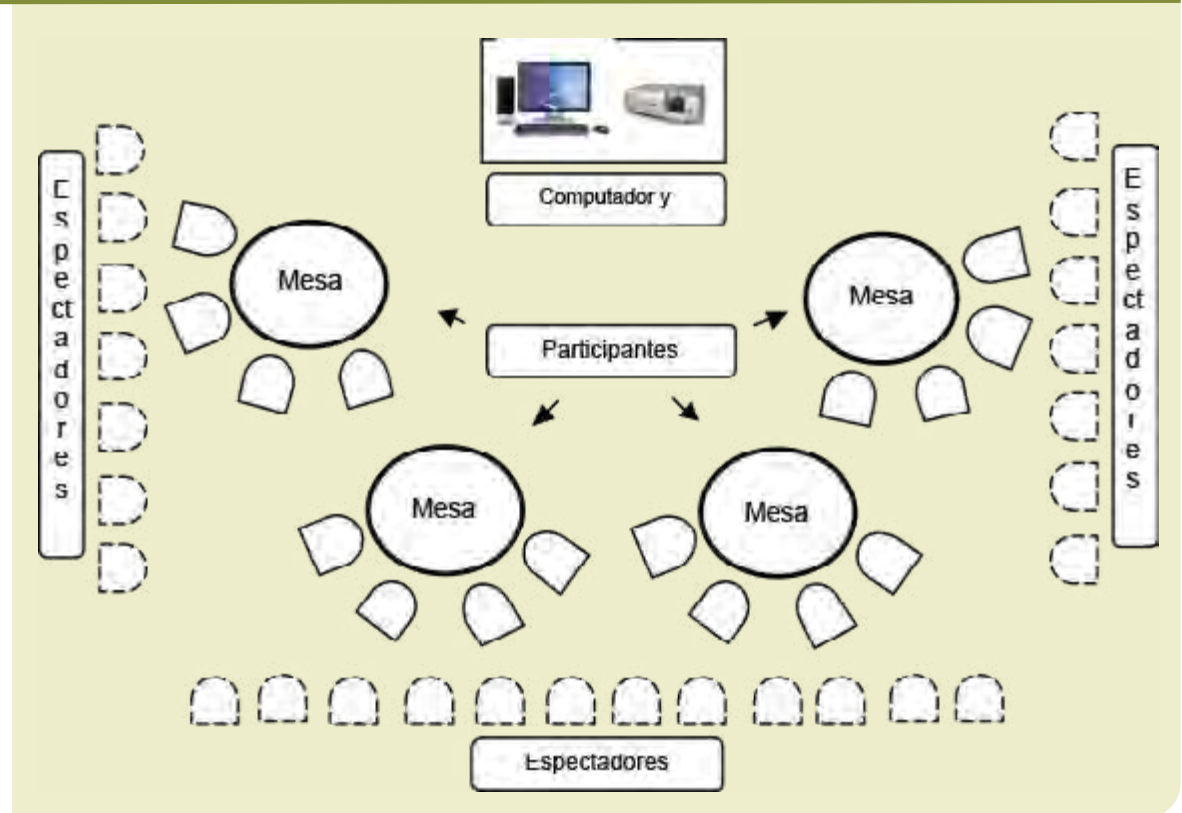 Computador y
Espectadores
Mesa
Mesa
Participantes
Espectadores
Mesa
Mesa
Espectadores